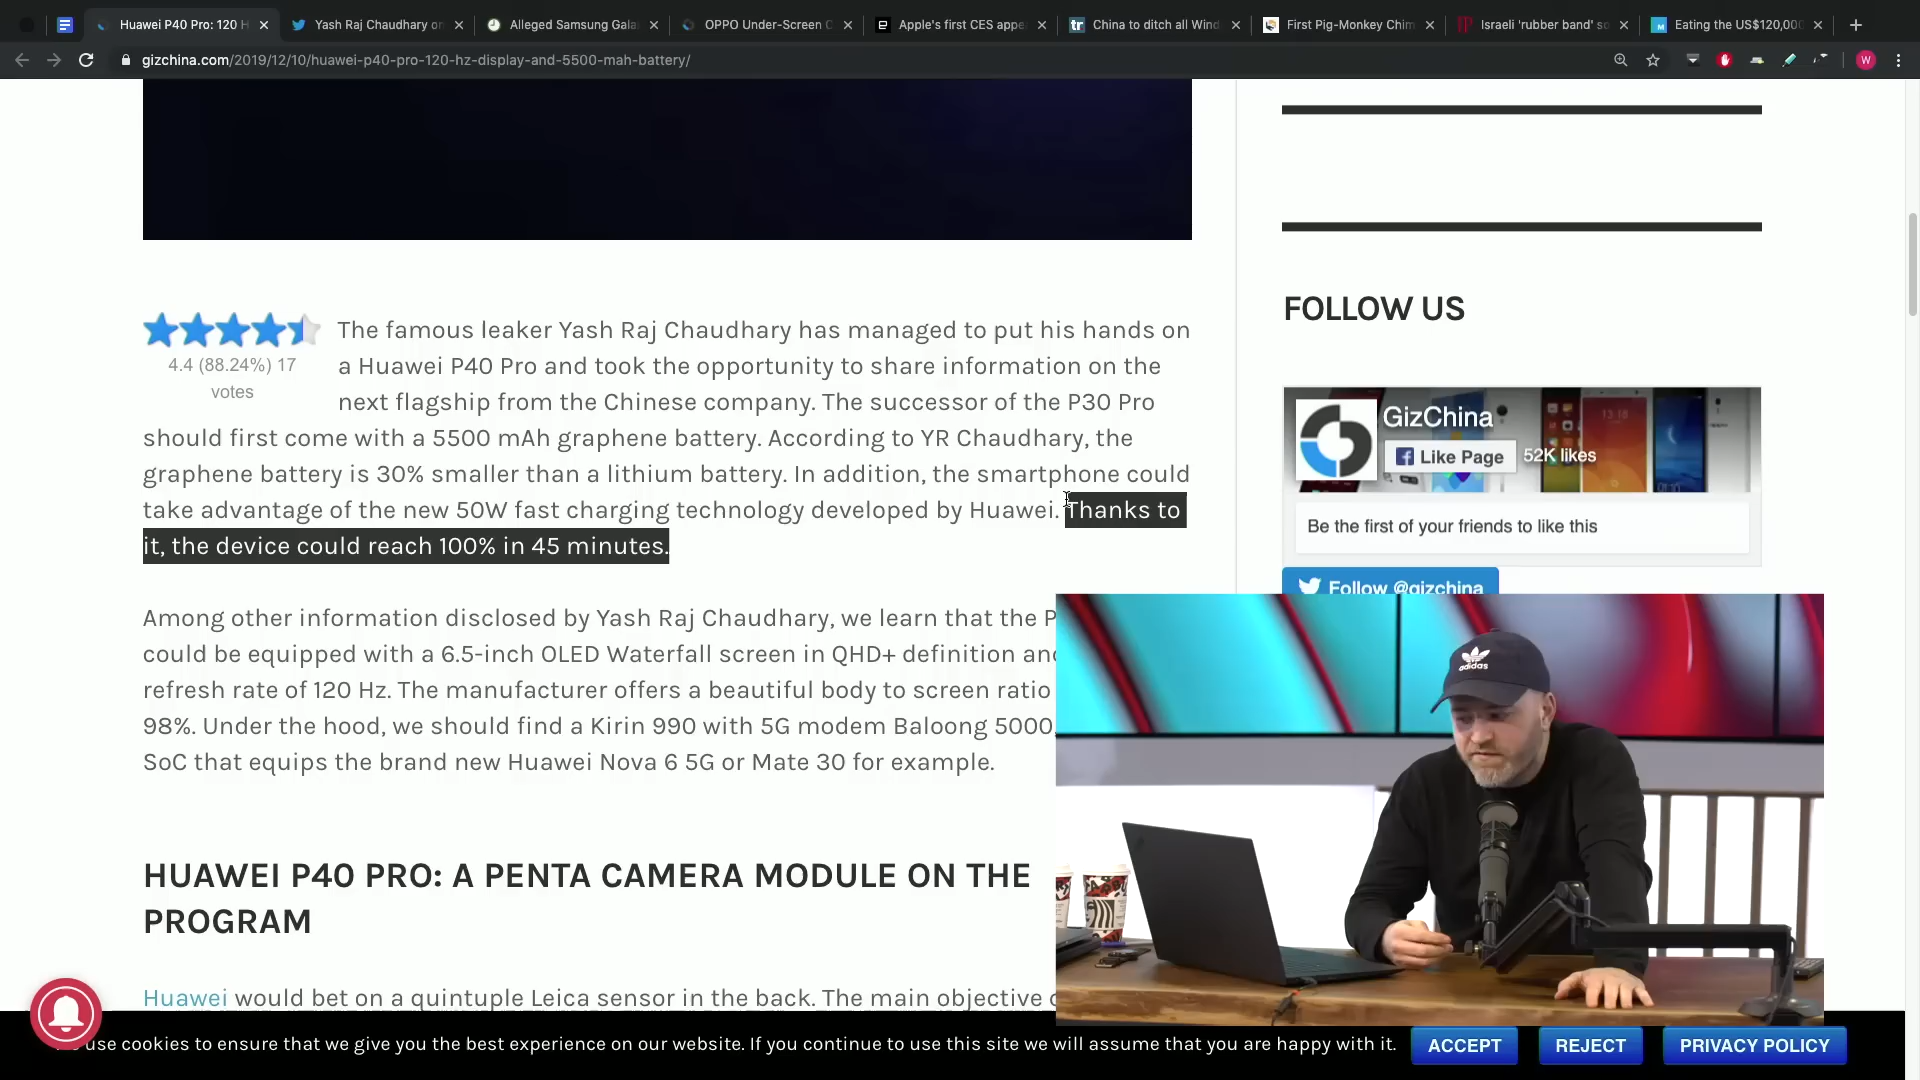 Huawei P40 Pro: 120 H
Yash Raj Chaudhary on
Alleged Samsung Gala
OPPO Under-Screen C
Apple's first CES appe
China to ditch all Wind
First Pig-Monkey Chim
Israeli 'rubber band' so
Eating the US$120,000
gizchina.com/2019/12/10/huawei-p40-pro-120-hz-display-and-5500-mah-battery/
W
4.4 (88.24%) 17
votes
The famous leaker Yash Raj Chaudhary has managed to put his hands on
a Huawei P40 Pro and took the opportunity to share information on the
next flagship from the Chinese company. The successor of the P30 Pro
should first come with a 5500 mAh graphene battery. According to YR Chaudhary, the
graphene battery is 30% smaller than a lithium battery. In addition, the smartphone could
take advantage of the new 50W fast charging technology developed by Huawei. Thanks to
it, the device could reach 100% in 45 minutes.
Among other information disclosed by Yash Raj Chaudhary, we learn that the P
could be equipped with a 6.5-inch OLED Waterfall screen in QHD+ definition and
refresh rate of 120 Hz. The manufacturer offers a beautiful body to screen ratio
98%. Under the hood, we should find a Kirin 990 with 5G modem Baloong 5000,
SoC that equips the brand new Huawei Nova 6 5G or Mate 30 for example.
HUAWEI P40 PRO: A PENTA CAMERA MODULE ON THE
PROGRAM
Huawei would bet on a quintuple Leica sensor in the back. The main objective o
FOLLOW US
GizChina
Like Page
52K likes
Be the first of your friends to like this
Follow @gizchina
adidas
use cookies to ensure that we give you the best experience on our website. If you continue to use this site we will assume that you are happy with it.
ACCEPT
REJECT
PRIVACY POLICY